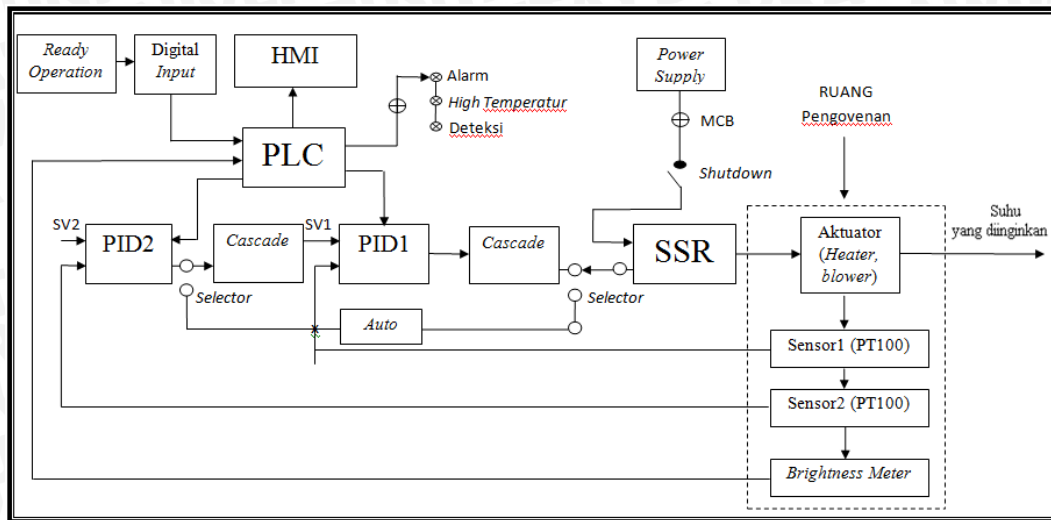 Ready
Operation
Digital
Input
HMI
Alarm
High Temperatur
Deteksi
Power
Supply
MCB
Shutdown
RUANG
Pengovenan
PLC
SV2
PID2
Cascade
SV1
PID1
Cascade
SSR
Aktuator
(Heater,
blower)
Suhu
yang diinginkan
Selector
Selector
Auto
Sensor1 (PT100)
Sensor2 (PT100)
Brightness Meter